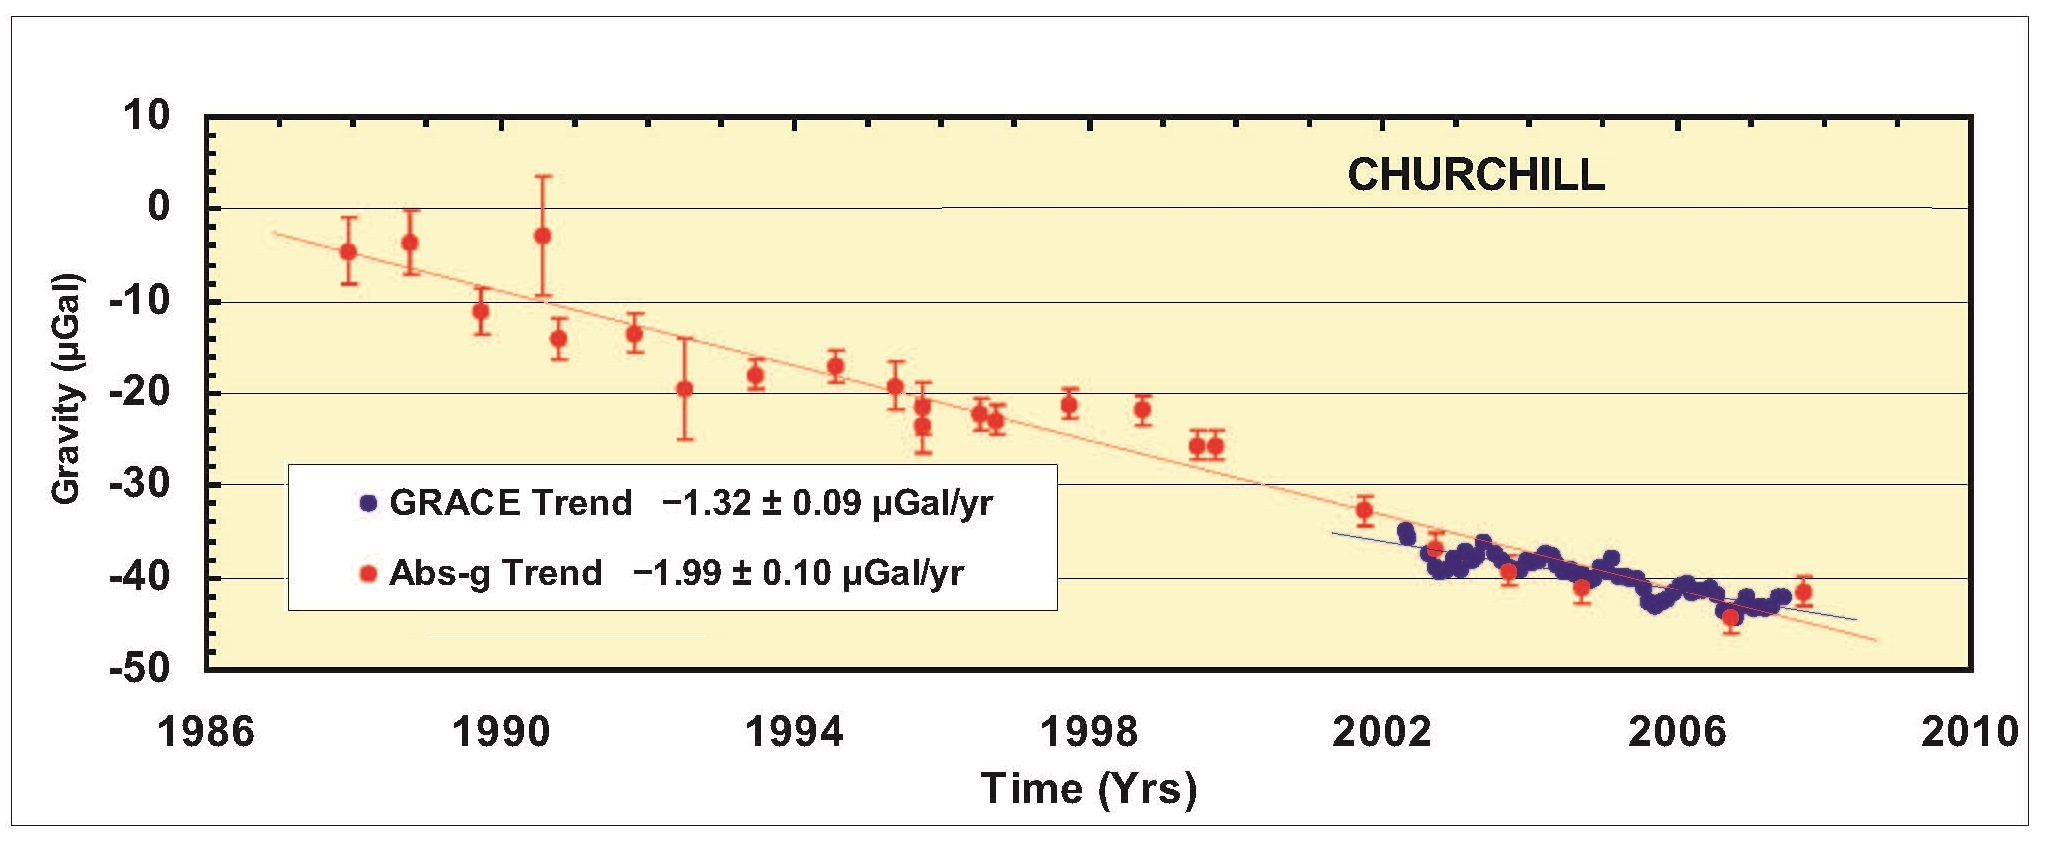 CHURCHILL
Gravity (µGal)
10
0
-10
-20
-30
-40
-50
GRACE Trend −1.32 ± 0.09 µGal/yr
Abs-g Trend −1.99 ± 0.10 µGal/yr
1986 1990 1994 1998 2002 2006 2010
Time (Yrs)